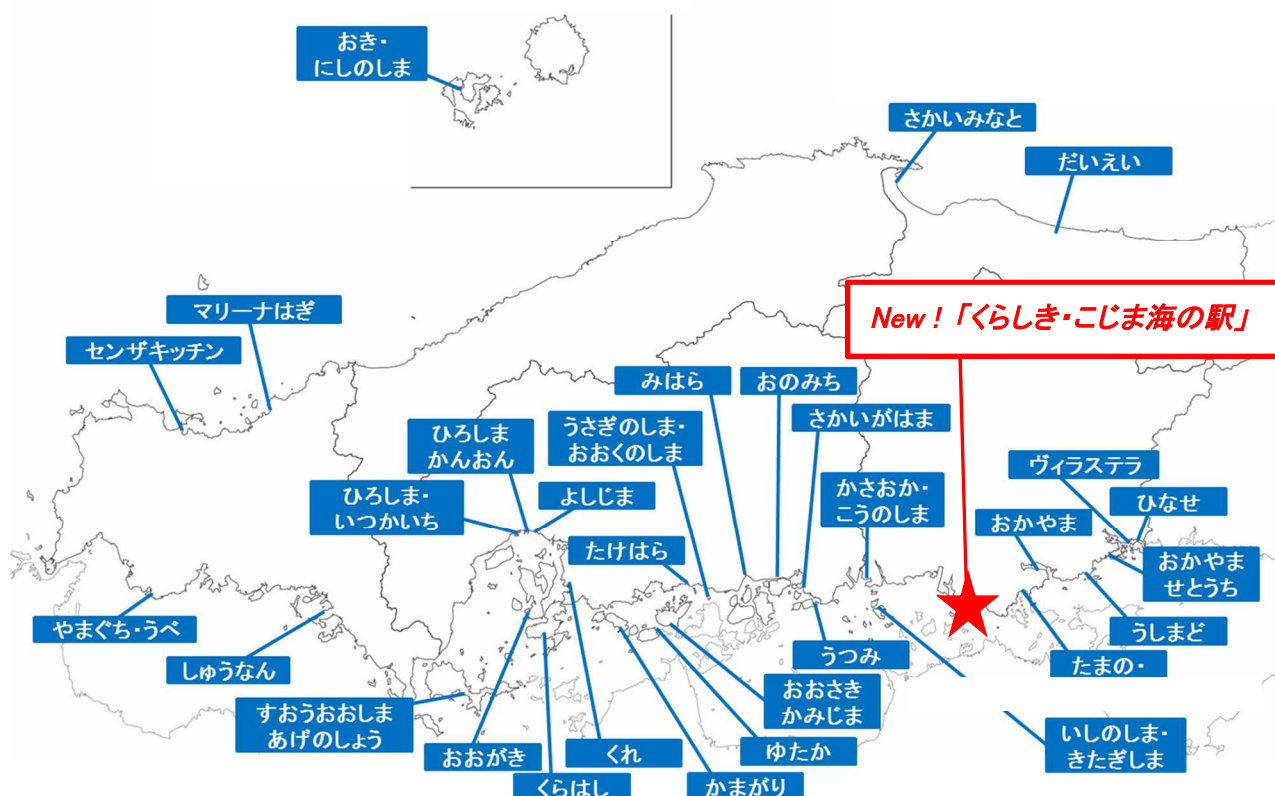 おき・
にしのしま
さかいみなと
だいえい
New！「くらしき・こじま海の駅」
マリーナはぎ
センザキッチン
みはら
おのみち
さかいがはま
うさぎのしま・
おおくのしま
ひろしま
かんおん
ひろしま・
いつかいち
よしじま
たけはら
かさおか・
こうのしま
ヴィラステラ
ひなせ
おかやま
おかやま
せとうち
うしまど
たまの・
やまぐち・うべ
しゅうなん
すおうおおしま
あげのしょう
おおがき
くらはし
くれ
かまがり
ゆたか
おおさき
かみじま
うつみ
いしのしま・
きたぎしま